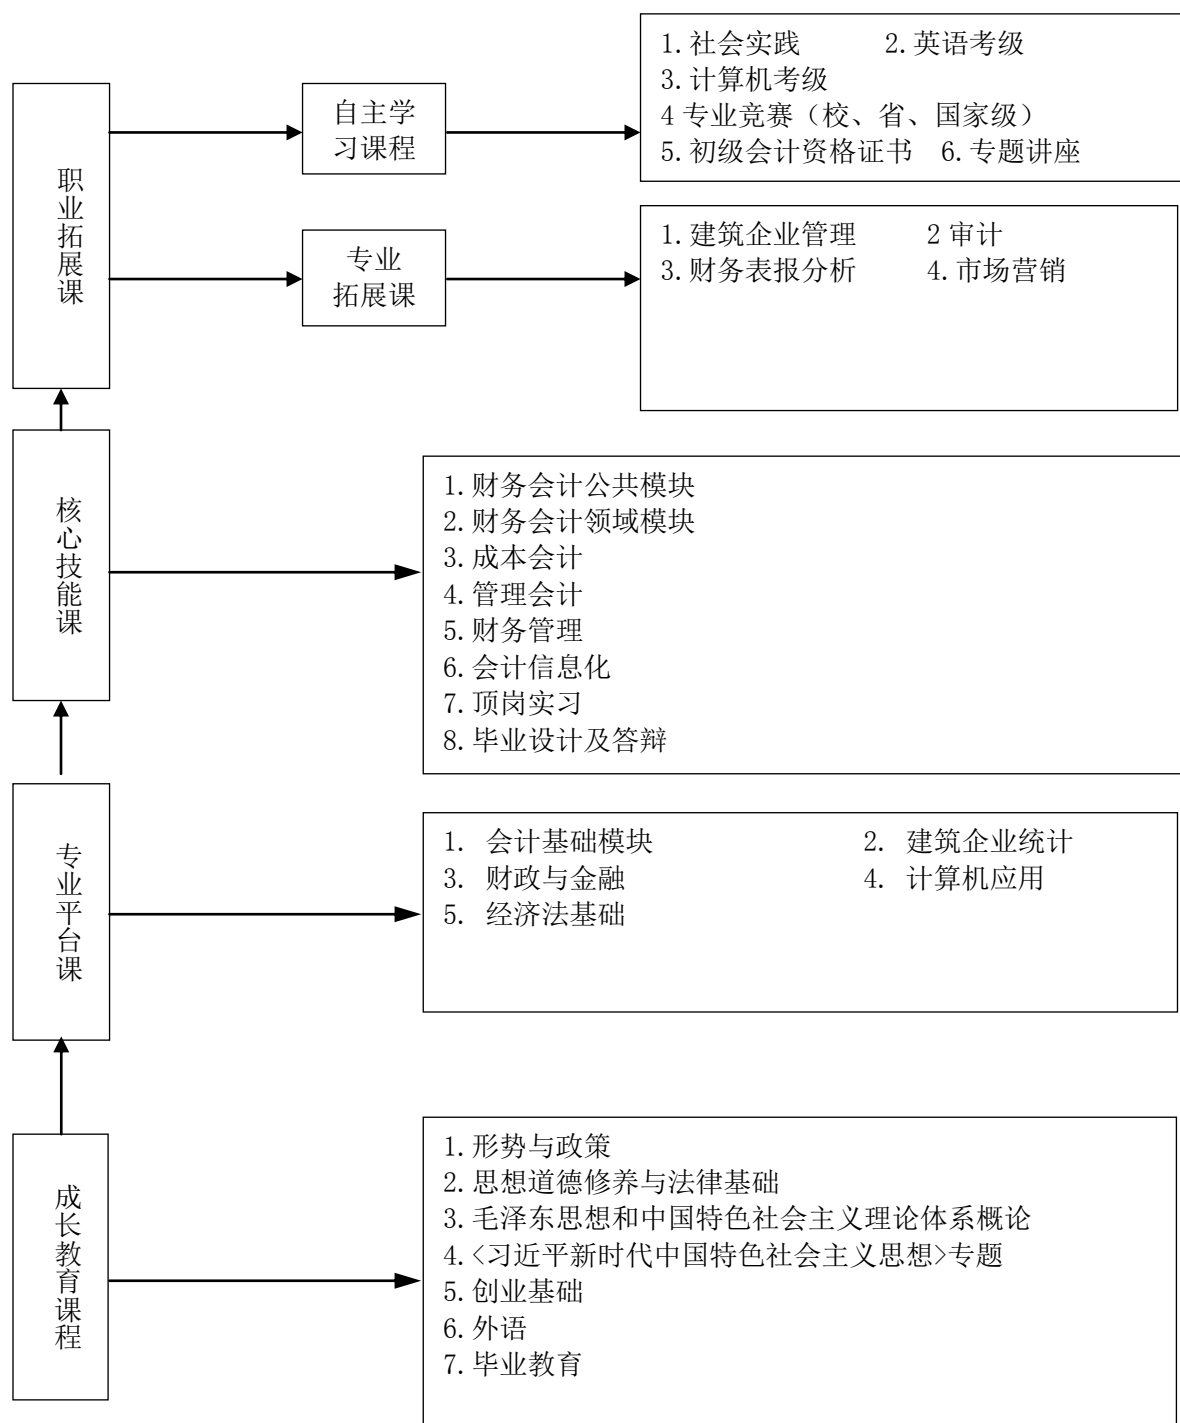 职业拓展课
自主学
习课程
1.社会实践 2.英语考级
3.计算机考级
4 专业竞赛（校、省、国家级）
5.初级会计资格证书 6.专题讲座
专业
拓展课
1.建筑企业管理 2 审计
3.财务表报分析 4.市场营销
核心技能课
1.财务会计公共模块
2.财务会计领域模块
3.成本会计
4.管理会计
5.财务管理
6.会计信息化
7.顶岗实习
8.毕业设计及答辩
专业平台课
1. 会计基础模块 2. 建筑企业统计
3. 财政与金融 4. 计算机应用
5. 经济法基础
成长教育课程
1.形势与政策
2.思想道德修养与法律基础
3.毛泽东思想和中国特色社会主义理论体系概论
4.<习近平新时代中国特色社会主义思想>专题
5.创业基础
6.外语
7.毕业教育